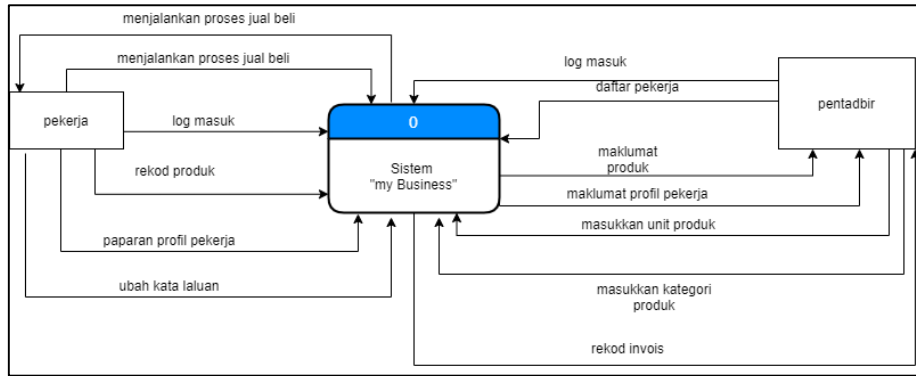 menjalankan proses jual beli
menjalankan proses jual beli
log masuk
daftar pekerja
pekerja
log masuk
0
pentadbir
rekod produk
Sistem
"my Business"
maklumat
produk
maklumat profil pekerja
masukkan unit produk
paparan profil pekerja
ubah kata laluan
masukkan kategori
produk
rekod invois